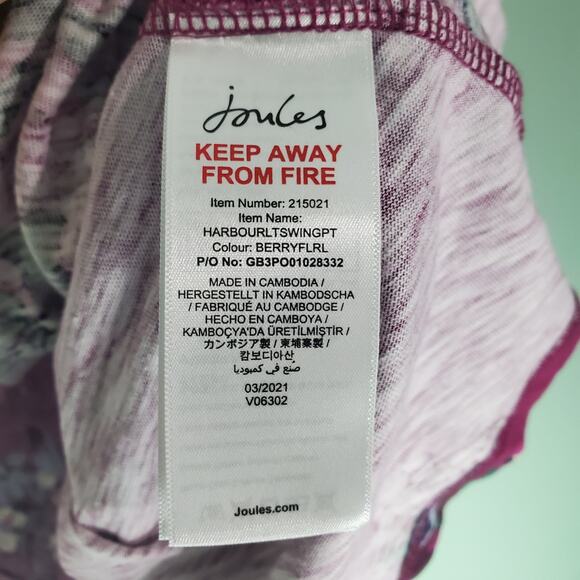 Joules
KEEP AWAY
FROM FIRE
Item Number: 215021
Item Name:
HARBOURLTSWINGPT
Colour: BERRYFLRL
P/O No: GB3PO01028332
MADE IN CAMBODIA /
HERGESTELLT IN KAMBODSCHA
/ FABRIQUÉ AU CAMBODGE /
HECHO EN CAMBOYA /
KAMBOÇYA'DA ÜRETİLMİŞTİR /
カンボジア製 / 柬埔寨製 /
캄보디아산 /
صنع في كمبوديا
03/2021
V06302
Joules.com